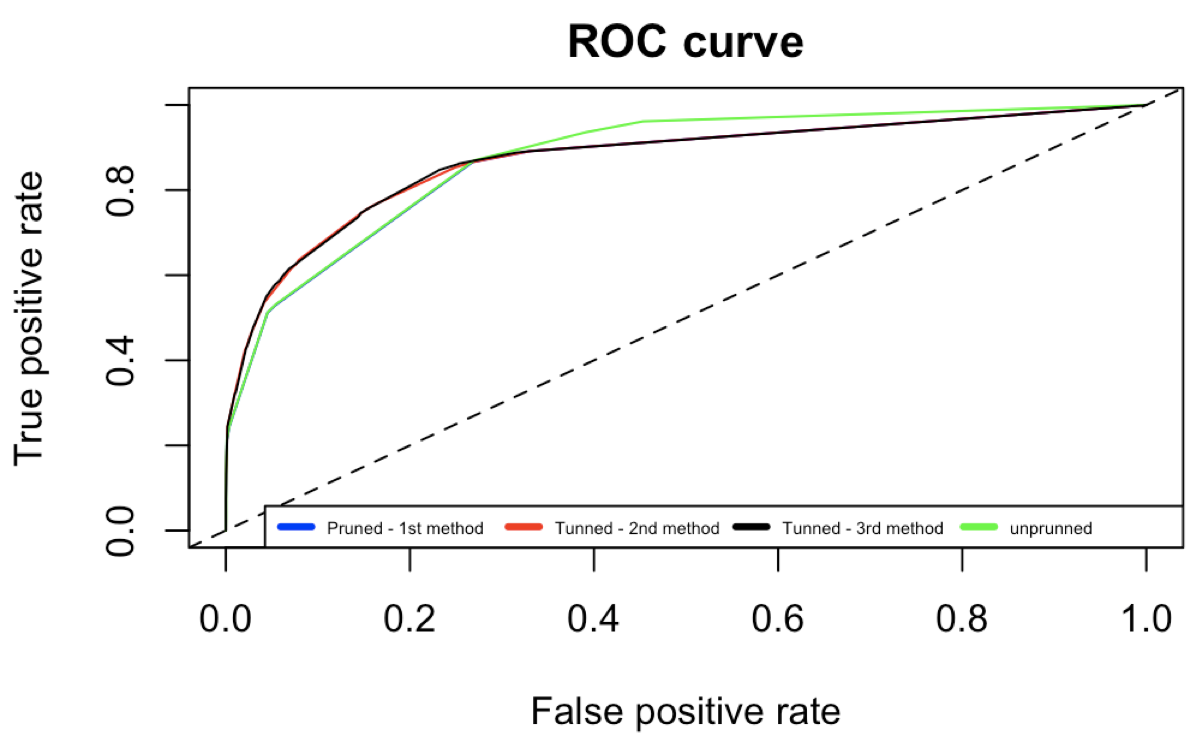 ROC curve
True positive rate
0.8
0.4
0.0
Pruned - 1st method Tunned - 2nd method Tunned - 3rd method unprunned
0.0 0.2 0.4 0.6 0.8 1.0
False positive rate